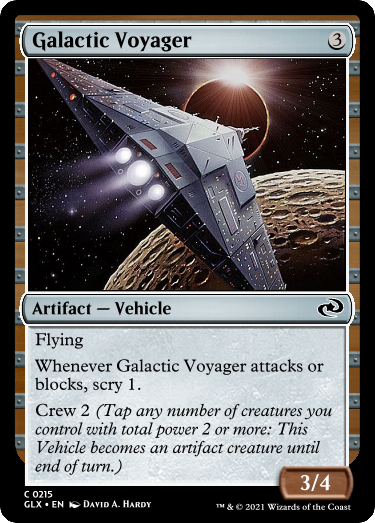 Galactic Voyager 3
Artifact — Vehicle
Flying
Whenever Galactic Voyager attacks or
blocks, scry 1.
Crew 2 (Tap any number of creatures you
control with total power 2 or more: This
Vehicle becomes an artifact creature until
end of turn.)
3/4
C 0215
GLX • EN David A. Hardy
™ & © 2021 Wizards of the Coast